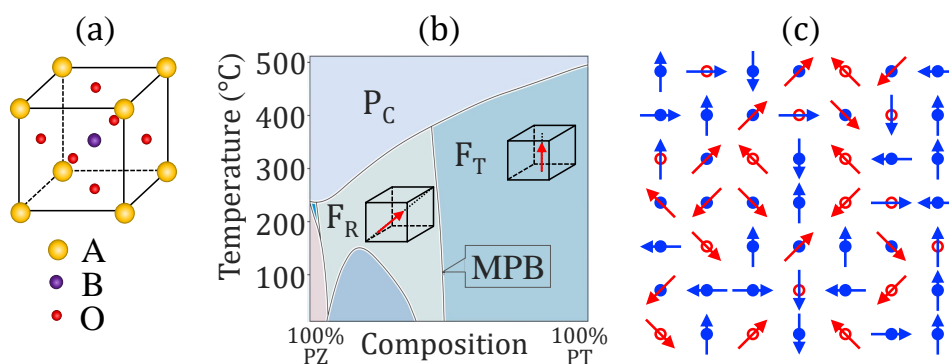 (a)
A
B
O
(b)
Temperature (°C)
500
400
300
200
100
P_C
F_T
F_R
MPB
100%
PZ
Composition
100%
PT
(c)